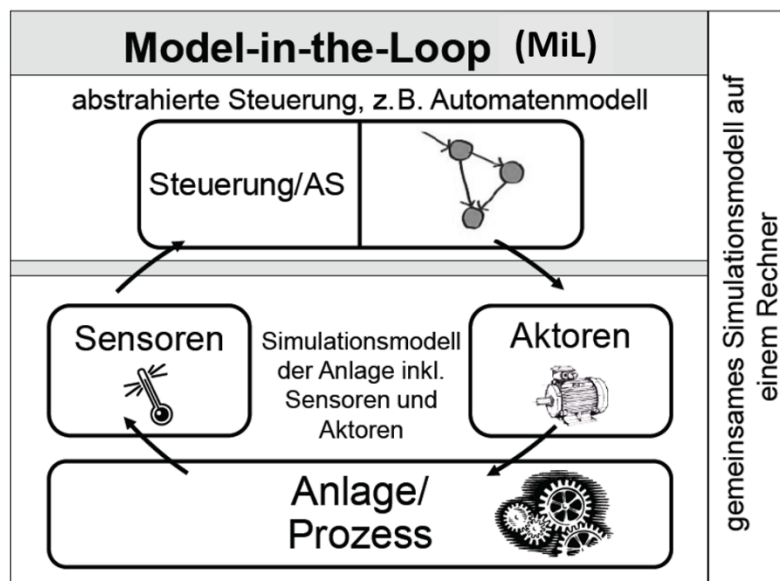 Model-in-the-Loop (MiL)
abstrahierte Steuerung, z.B. Automatenmodell
Steuerung/AS
Sensoren
Simulationsmodell
der Anlage inkl.
Sensoren und
Aktoren
Aktoren
Anlage/
Prozess
gemeinsames Simulationsmodell auf
einem Rechner